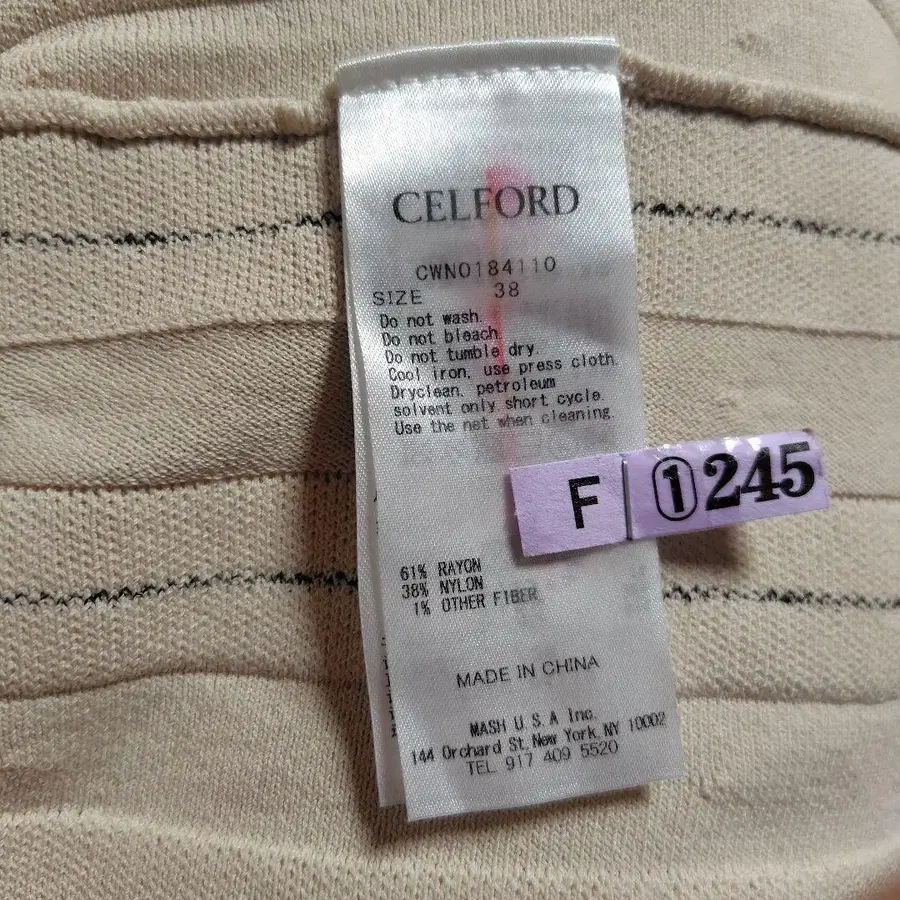 CELFORD
CWNO184110
SIZE 38
Do not wash.
Do not bleach.
Do not tumble dry.
Cool iron, use press cloth.
Dryclean, petroleum
solvent only short cycle.
Use the net when cleaning.
F ①245
61% RAYON
38% NYLON
1% OTHER FIBER
MADE IN CHINA
MASH U S A Inc.
144 Orchard St, New York, NY 10002
TEL 917 409 5520